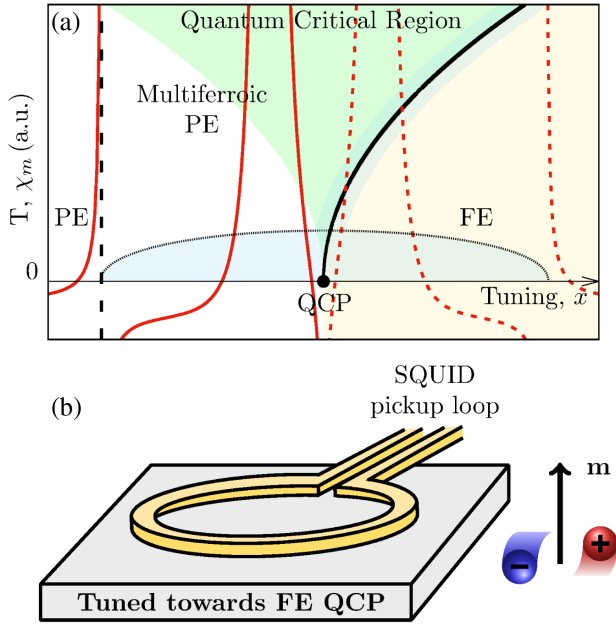 (a)
Quantum Critical Region
Multiferroic
PE
PE
FE
T, χₘ (a.u.)
0
QCP
Tuning, x
(b)
SQUID
pickup loop
m
−
+
Tuned towards FE QCP